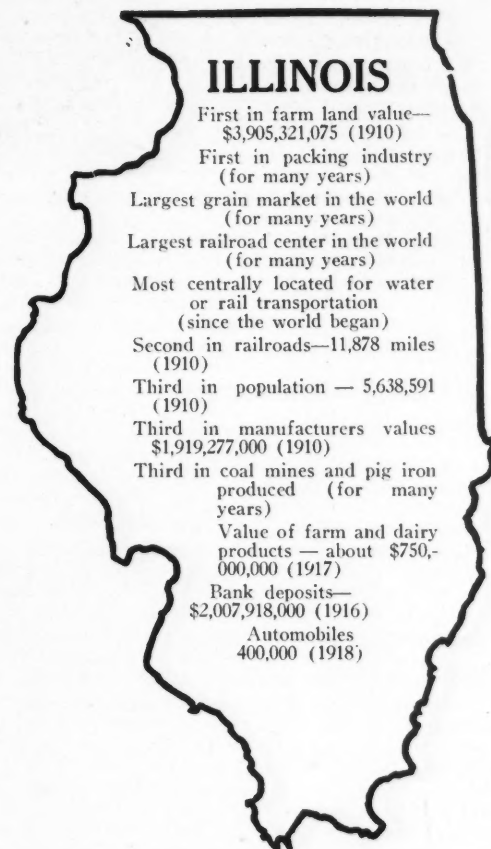 ILLINOIS
First in farm land value—
$3,905,321,075 (1910)
First in packing industry
(for many years)
Largest grain market in the world
(for many years)
Largest railroad center in the world
(for many years)
Most centrally located for water
or rail transportation
(since the world began)
Second in railroads—11,878 miles
(1910)
Third in population — 5,638,591
(1910)
Third in manufacturers values
$1,919,277,000 (1910)
Third in coal mines and pig iron
produced (for many
years)
Value of farm and dairy
products — about $750,-
000,000 (1917)
Bank deposits—
$2,007,918,000 (1916)
Automobiles
400,000 (1918)